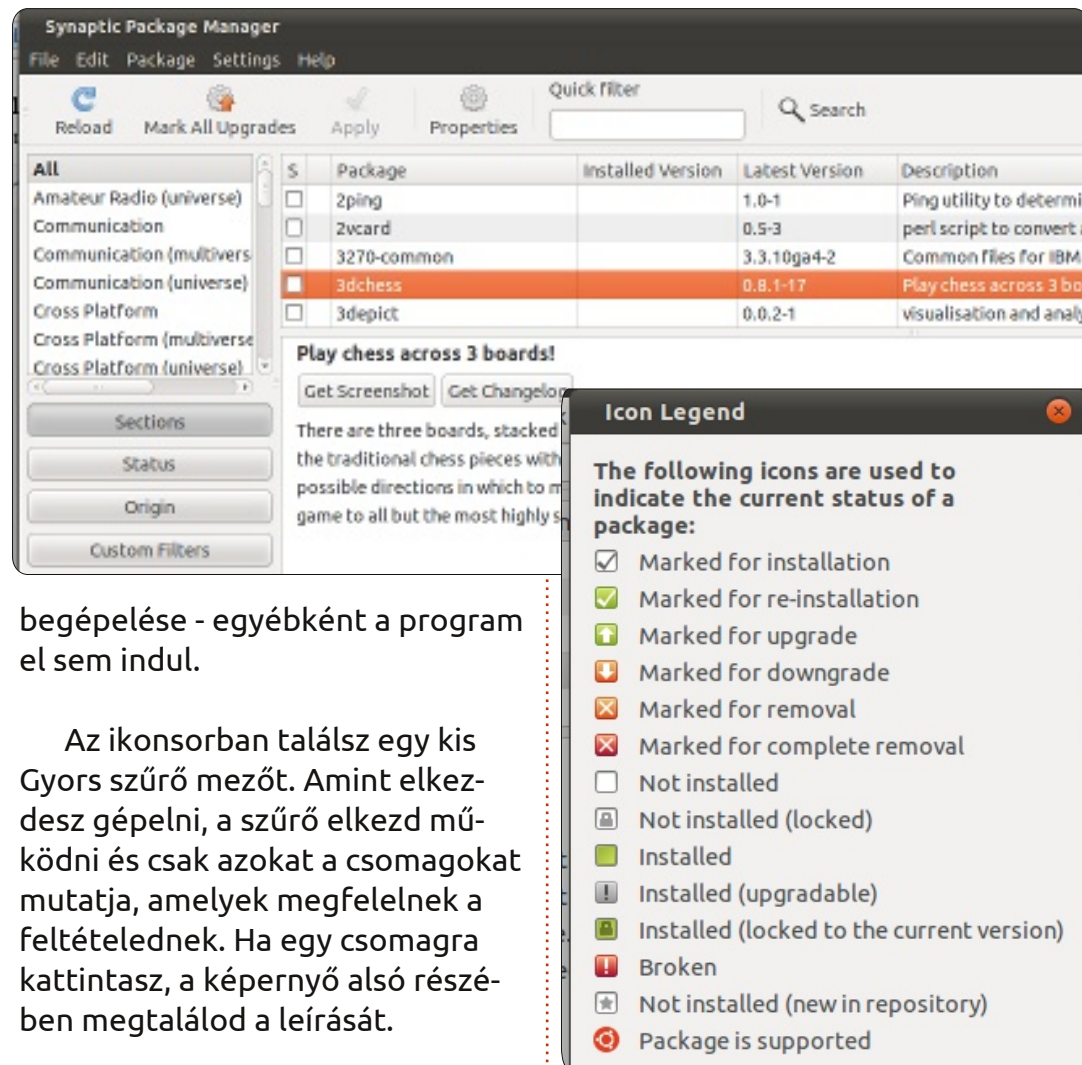 Synaptic Package Manager
File Edit Package Settings Help
Reload Mark All Upgrades Apply Properties Quick filter Search
All
Amateur Radio (universe)
Communication
Communication (multivers
Communication (universe)
Cross Platform
Cross Platform (multiverse
Cross Platform (universe)
Sections
Status
Origin
Custom Filters
S Package Installed Version Latest Version Description
2ping 1.0-1 Ping utility to determi
2vcard 0.5-3 perl script to convert a
3270-common 3.3.10ga4-2 Common files for IBM
3dchess 0.8.1-17 Play chess across 3 bo
3depict 0.0.2-1 visualisation and analy
Play chess across 3 boards!
Get Screenshot Get Changelog
There are three boards, stacked
the traditional chess pieces with
possible directions in which to m
game to all but the most highly s
Icon Legend
The following icons are used to
indicate the current status of a
package:
Marked for installation
Marked for re-installation
Marked for upgrade
Marked for downgrade
Marked for removal
Marked for complete removal
Not installed
Not installed (locked)
Installed
Installed (upgradable)
Installed (locked to the current version)
Broken
Not installed (new in repository)
Package is supported
begépelése - egyébként a program
el sem indul.
Az ikonsorban találsz egy kis
Gyors szűrő mezőt. Amint elkez-
desz gépelni, a szűrő elkezd mű-
ködni és csak azokat a csomagokat
mutatja, amelyek megfelelnek a
feltételednek. Ha egy csomagra
kattintasz, a képernyő alsó részé-
ben megtalálod a leírását.